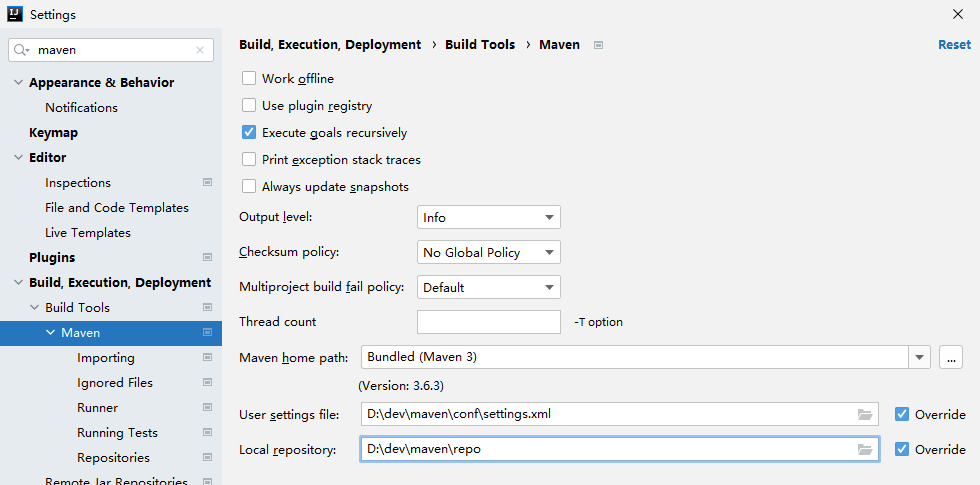 IJ Settings
maven
Appearance & Behavior
Notifications
Keymap
Editor
Inspections
File and Code Templates
Live Templates
Plugins
Build, Execution, Deployment
Build Tools
Maven
Importing
Ignored Files
Runner
Running Tests
Repositories
Remote Jar Repositories
Build, Execution, Deployment › Build Tools › Maven
Reset
Work offline
Use plugin registry
Execute goals recursively
Print exception stack traces
Always update snapshots
Output level: Info
Checksum policy: No Global Policy
Multiproject build fail policy: Default
Thread count -T option
Maven home path: Bundled (Maven 3) ...
(Version: 3.6.3)
User settings file: D:\dev\maven\conf\settings.xml Override
Local repository: D:\dev\maven\repo Override